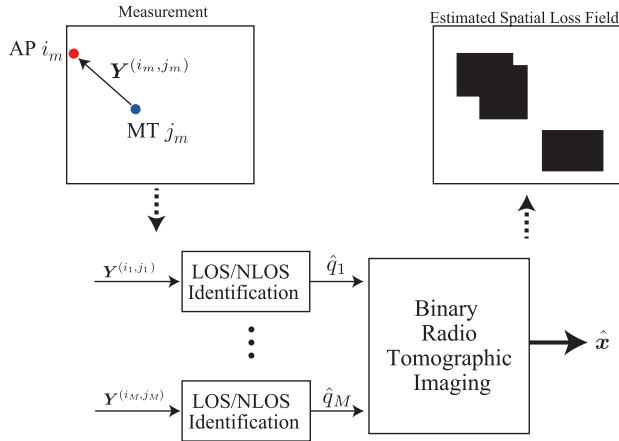 Measurement
Estimated Spatial Loss Field
AP i_m
Y^{(i_m, j_m)}
MT j_m
Y^{(i_1, j_1)}
LOS/NLOS
Identification
q̂_1
Binary
Radio
Tomographic
Imaging
x̂
Y^{(i_M, j_M)}
LOS/NLOS
Identification
q̂_M